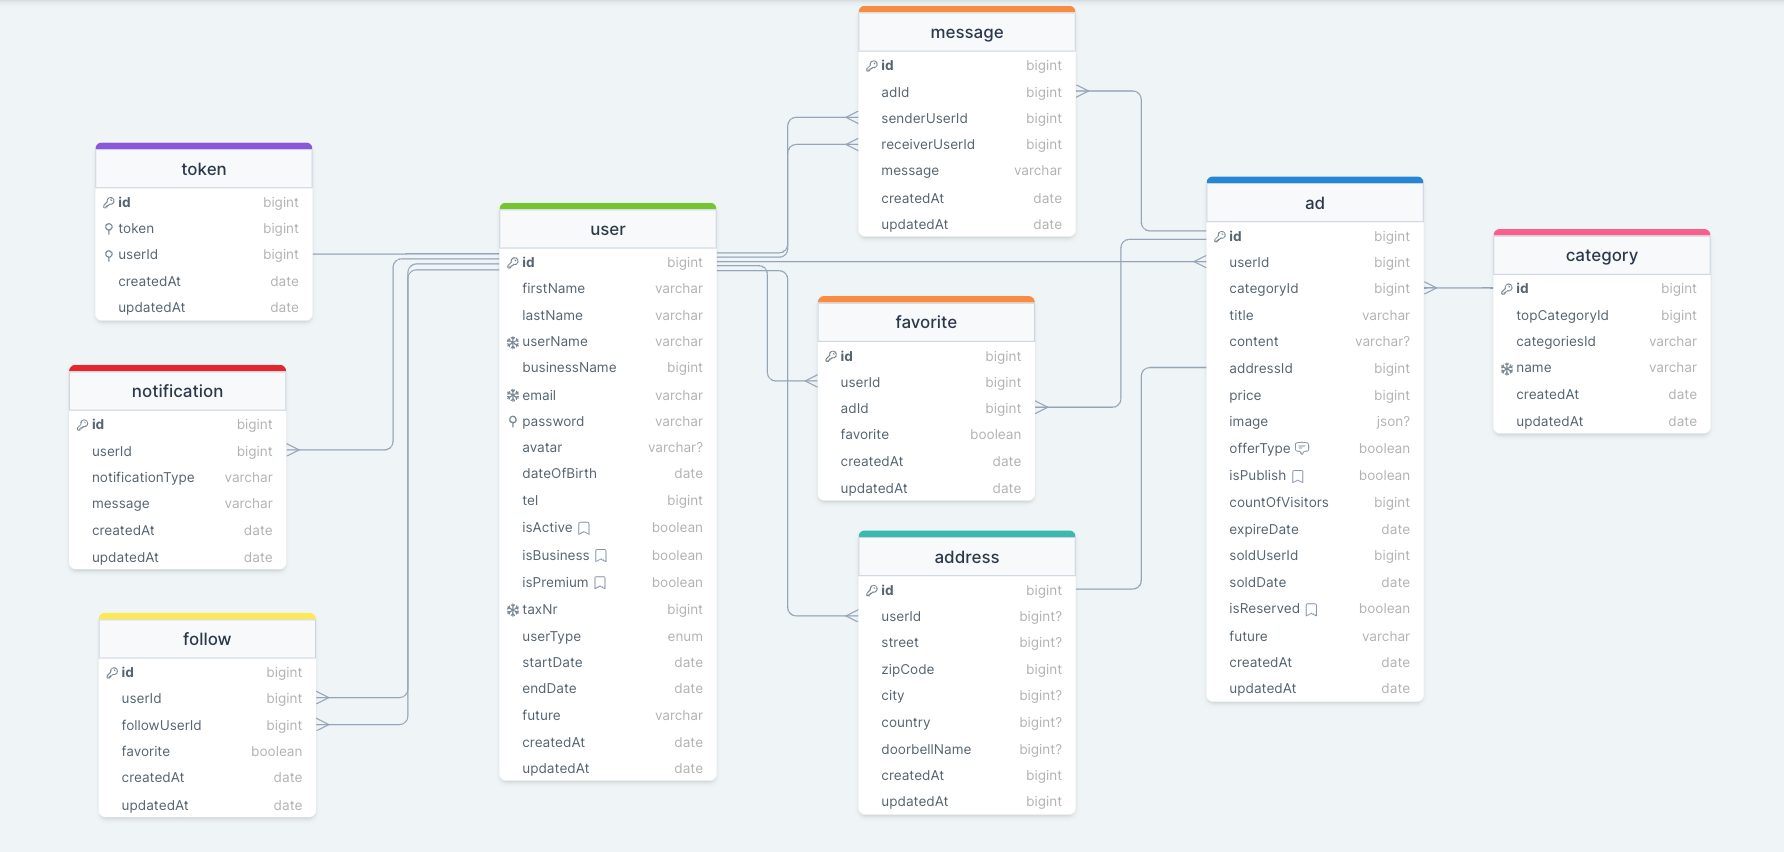 message
id bigint
adId bigint
senderUserId bigint
receiverUserId bigint
message varchar
createdAt date
updatedAt date
token
id bigint
token bigint
userId bigint
createdAt date
updatedAt date
notification
id bigint
userId bigint
notificationType varchar
message varchar
createdAt date
updatedAt date
follow
id bigint
userId bigint
followUserId bigint
favorite boolean
createdAt date
updatedAt date
user
id bigint
firstName varchar
lastName varchar
userName varchar
businessName bigint
email varchar
password varchar
avatar varchar?
dateOfBirth date
tel bigint
isActive boolean
isBusiness boolean
isPremium boolean
taxNr bigint
userType enum
startDate date
endDate date
future varchar
createdAt date
updatedAt date
favorite
id bigint
userId bigint
adId bigint
favorite boolean
createdAt date
updatedAt date
address
id bigint
userId bigint?
street bigint?
zipCode bigint
city bigint?
country bigint?
doorbellName bigint?
createdAt bigint
updatedAt bigint
ad
id bigint
userId bigint
categoryId bigint
title varchar
content varchar?
addressId bigint
price bigint
image json?
offerType boolean
isPublish boolean
countOfVisitors bigint
expireDate date
soldUserId bigint
soldDate date
isReserved boolean
future varchar
createdAt date
updatedAt date
category
id bigint
topCategoryId bigint
categoriesId varchar
name varchar
createdAt date
updatedAt date